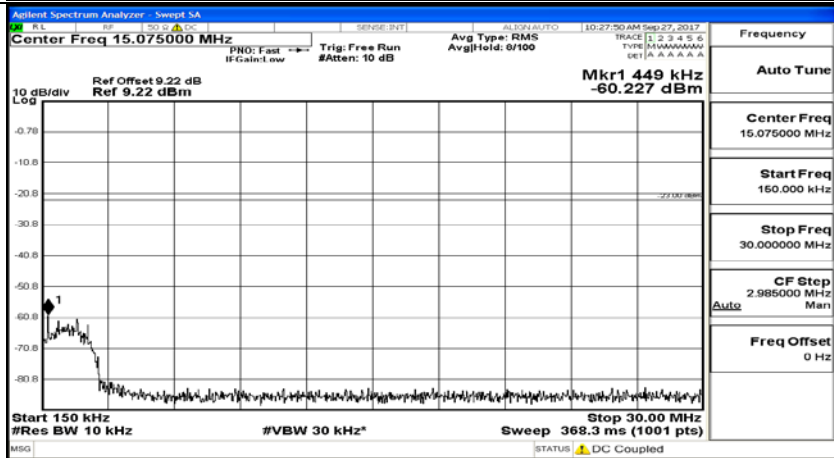 Agilent Spectrum Analyzer - Swept SA
RL RF 50 Ω DC SENSE:INT ALIGN AUTO 10:27:50 AM Sep 27, 2017
Center Freq 15.075000 MHz
PNO: Fast
IFGain:Low
Trig: Free Run
#Atten: 10 dB
Avg Type: RMS
Avg|Hold: 0/100
TRACE 1 2 3 4 5 6
TYPE MWWWWW
DET A A A A A A
Ref Offset 9.22 dB
10 dB/div Ref 9.22 dBm
Log
Mkr1 449 kHz
-60.227 dBm
-0.78
-10.8
-20.8
-23.00 dBm
-30.8
-40.8
-50.8
1
-60.8
-70.8
-80.8
Start 150 kHz
Stop 30.00 MHz
#Res BW 10 kHz
#VBW 30 kHz*
Sweep 368.3 ms (1001 pts)
MSG
STATUS DC Coupled
Frequency
Auto Tune
Center Freq
15.075000 MHz
Start Freq
150.000 kHz
Stop Freq
30.000000 MHz
CF Step
2.985000 MHz
Auto Man
Freq Offset
0 Hz